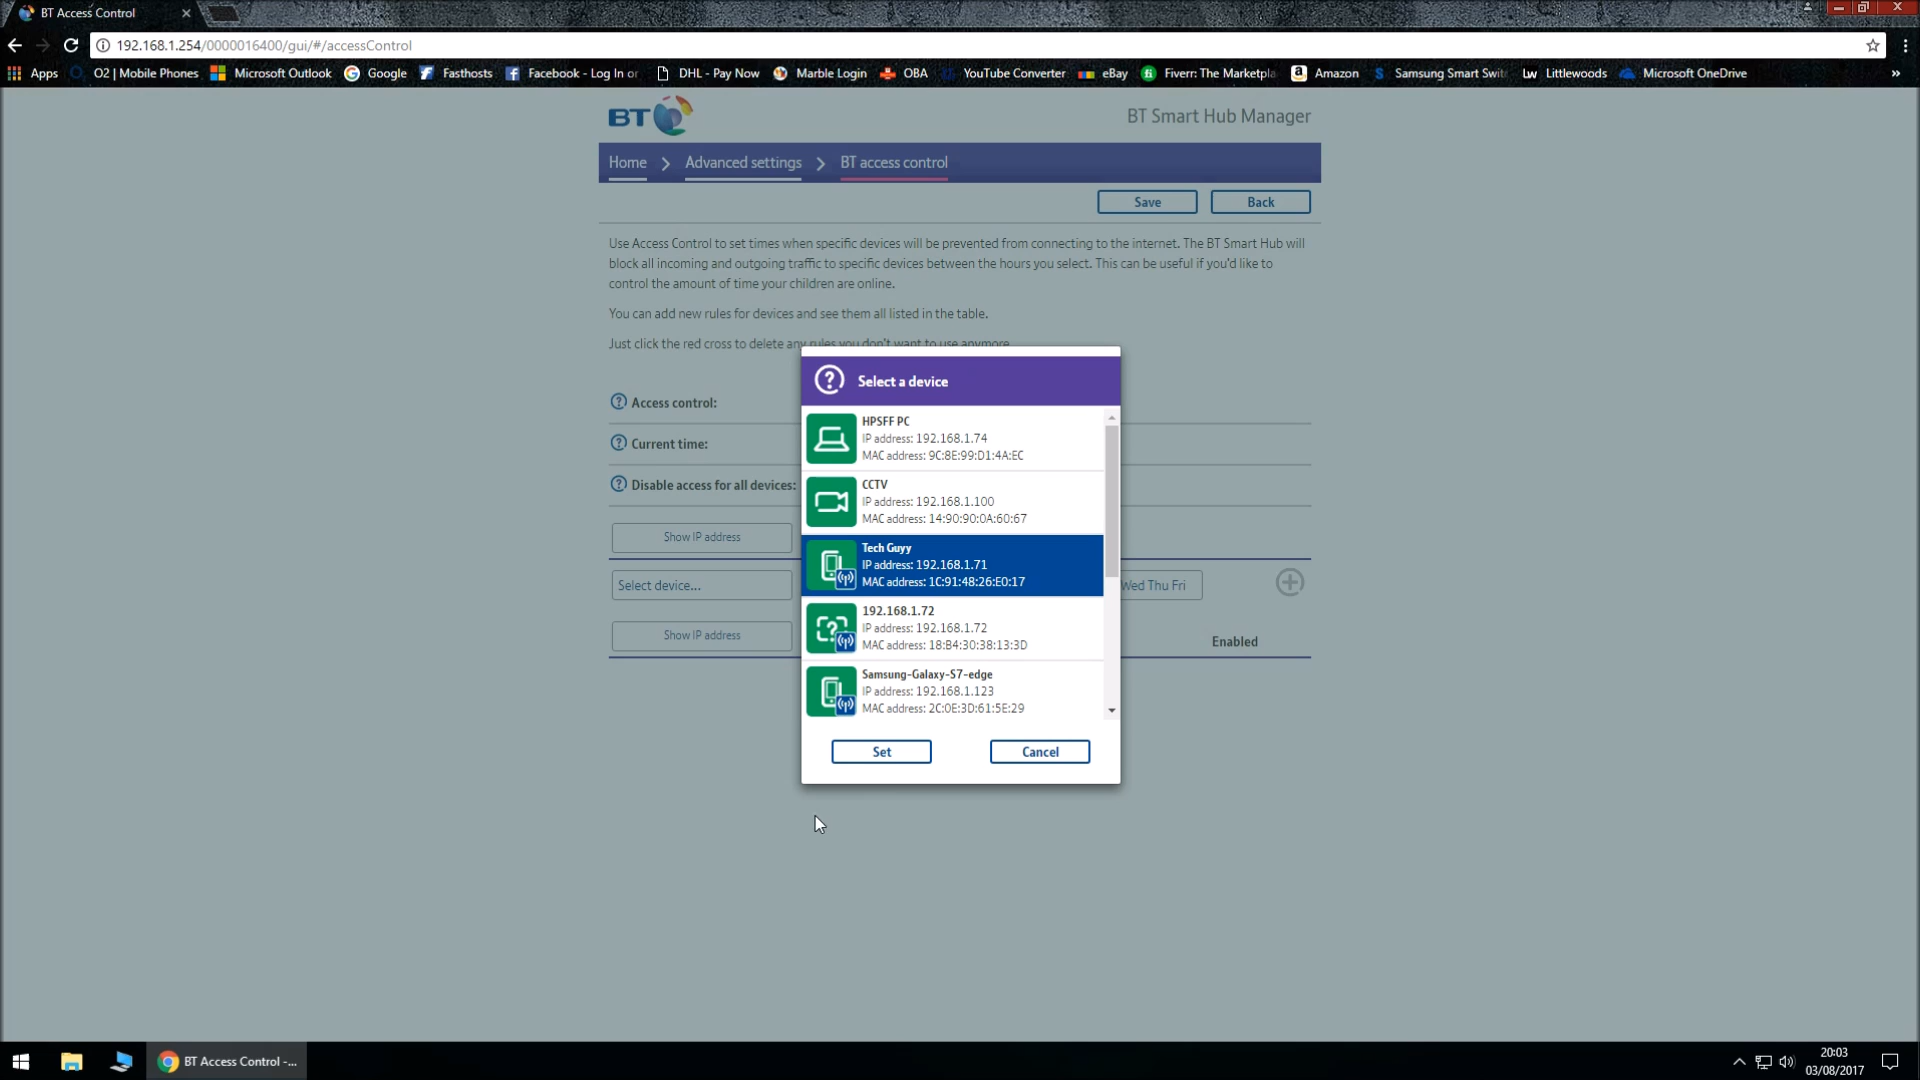 BT Access Control
192.168.1.254/0000016400/gui/#/accessControl
Apps O2 | Mobile Phones Microsoft Outlook Google Fasthosts Facebook - Log In or DHL - Pay Now Marble Login OBA YouTube Converter eBay Fiverr: The Marketpla Amazon Samsung Smart Swit Littlewoods Microsoft OneDrive »
BT BT Smart Hub Manager
Home Advanced settings BT access control
Save Back
Use Access Control to set times when specific devices will be prevented from connecting to the internet. The BT Smart Hub will
block all incoming and outgoing traffic to specific devices between the hours you select. This can be useful if you'd like to
control the amount of time your children are online.
You can add new rules for devices and see them all listed in the table.
Just click the red cross to delete any rules you don't want to use anymore
Select a device
Access control:
Current time:
Disable access for all devices:
Show IP address
Select device... Wed Thu Fri
Show IP address Enabled
HPSFF PC
IP address: 192.168.1.74
MAC address: 9C:8E:99:D1:4A:EC
CCTV
IP address: 192.168.1.100
MAC address: 14:90:90:0A:60:67
Tech Guyy
IP address: 192.168.1.71
MAC address: 1C:91:48:26:E0:17
192.168.1.72
IP address: 192.168.1.72
MAC address: 18:B4:30:38:13:3D
Samsung-Galaxy-S7-edge
IP address: 192.168.1.123
MAC address: 2C:0E:3D:61:5E:29
Set Cancel
BT Access Control -...
20:03
03/08/2017